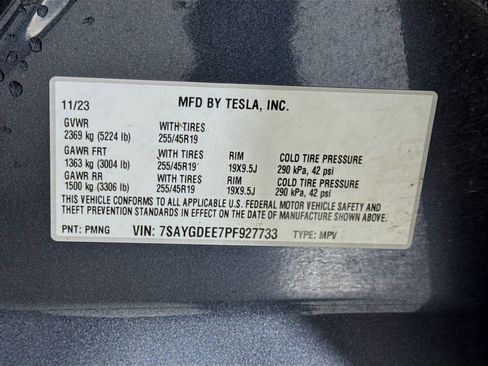 11/23 MFD BY TESLA, INC.
GVWR
2369 kg (5224 lb) WITH TIRES 255/45R19
GAWR FRT
1363 kg (3004 lb) WITH TIRES 255/45R19 RIM 19X9.5J COLD TIRE PRESSURE 290 kPa, 42 psi
GAWR RR
1500 kg (3306 lb) WITH TIRES 255/45R19 RIM 19X9.5J COLD TIRE PRESSURE 290 kPa, 42 psi
THIS VEHICLE CONFORMS TO ALL APPLICABLE U.S. FEDERAL MOTOR VEHICLE SAFETY AND
THEFT PREVENTION STANDARDS IN EFFECT ON THE DATE OF MANUFACTURE SHOWN ABOVE.
PNT: PMNG VIN: 7SAYGDEE7PF927733 TYPE: MPV